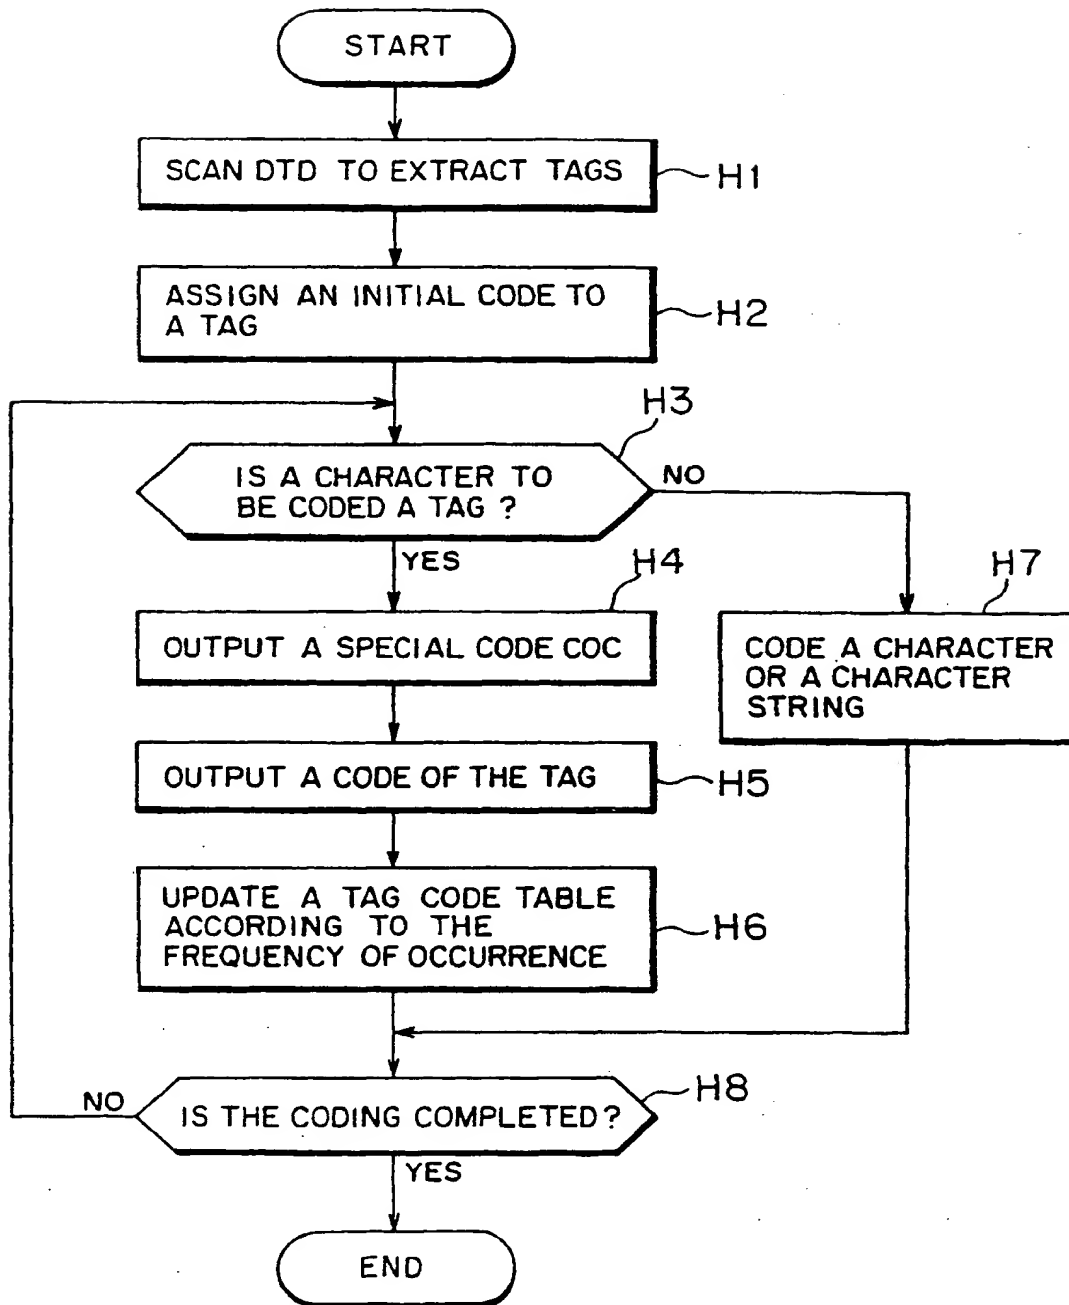 START
SCAN DTD TO EXTRACT TAGS
H1
ASSIGN AN INITIAL CODE TO
A TAG
H2
H3
IS A CHARACTER TO
BE CODED A TAG ?
NO
YES
H4
OUTPUT A SPECIAL CODE COC
H7
CODE A CHARACTER
OR A CHARACTER
STRING
OUTPUT A CODE OF THE TAG
H5
UPDATE A TAG CODE TABLE
ACCORDING TO THE
FREQUENCY OF OCCURRENCE
H6
H8
NO
IS THE CODING COMPLETED ?
YES
END